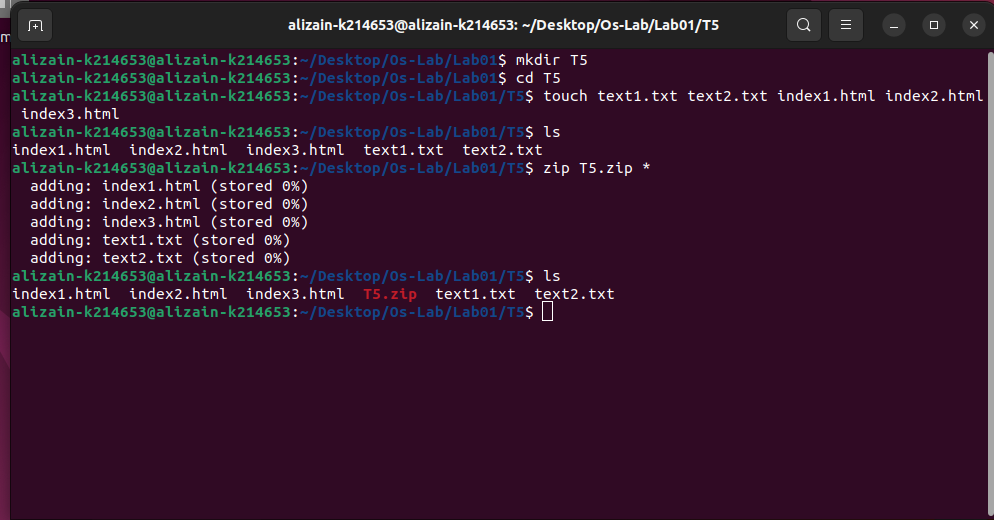 alizain-k214653@alizain-k214653: ~/Desktop/Os-Lab/Lab01/T5
m
alizain-k214653@alizain-k214653:~/Desktop/Os-Lab/Lab01$ mkdir T5
alizain-k214653@alizain-k214653:~/Desktop/Os-Lab/Lab01$ cd T5
alizain-k214653@alizain-k214653:~/Desktop/Os-Lab/Lab01/T5$ touch text1.txt text2.txt index1.html index2.html
 index3.html
alizain-k214653@alizain-k214653:~/Desktop/Os-Lab/Lab01/T5$ ls
index1.html  index2.html  index3.html  text1.txt  text2.txt
alizain-k214653@alizain-k214653:~/Desktop/Os-Lab/Lab01/T5$ zip T5.zip *
  adding: index1.html (stored 0%)
  adding: index2.html (stored 0%)
  adding: index3.html (stored 0%)
  adding: text1.txt (stored 0%)
  adding: text2.txt (stored 0%)
alizain-k214653@alizain-k214653:~/Desktop/Os-Lab/Lab01/T5$ ls
index1.html  index2.html  index3.html  T5.zip  text1.txt  text2.txt
alizain-k214653@alizain-k214653:~/Desktop/Os-Lab/Lab01/T5$